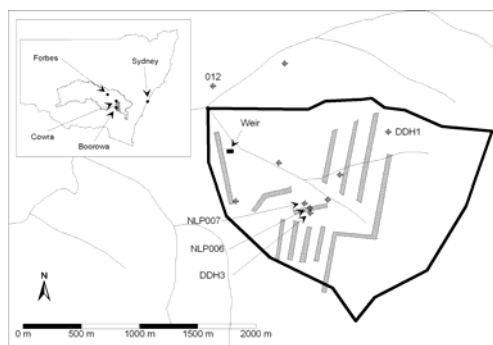 Forbes
Sydney
Cowra
Boorowa
012
Weir
DDH1
NLP007
NLP006
DDH3
N
0 m 500 m 1000 m 1500 m 2000 m